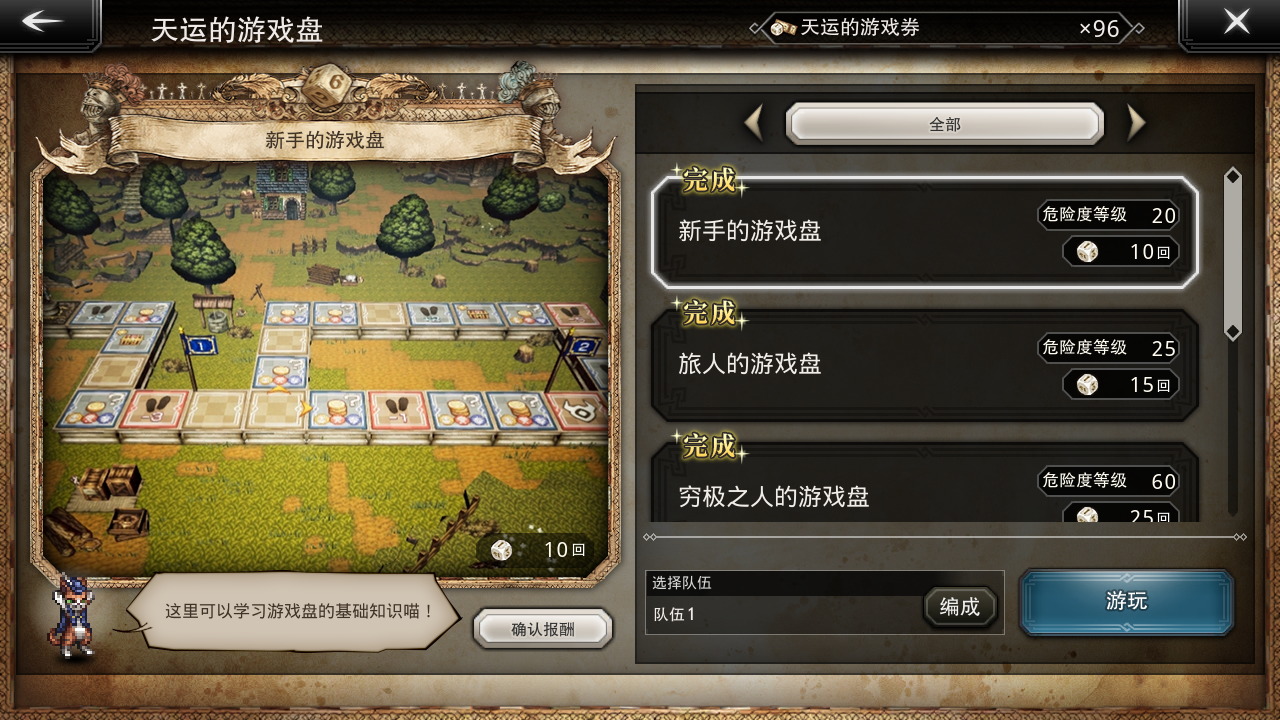 天运的游戏盘
天运的游戏券 ×96
6
新手的游戏盘
1
2
10回
这里可以学习游戏盘的基础知识喵！
确认报酬
全部
完成
新手的游戏盘
危险度等级 20
10回
完成
旅人的游戏盘
危险度等级 25
15回
完成
穷极之人的游戏盘
危险度等级 60
25回
选择队伍
队伍1
编成
游玩